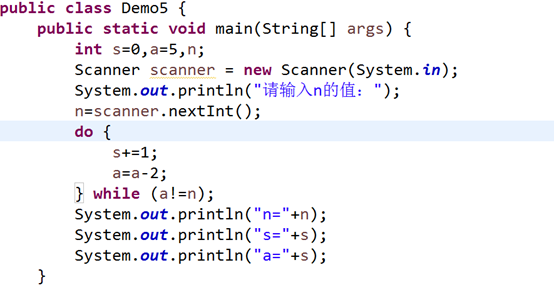 public class Demo5 {
public static void main(String[] args) {
int s=0,a=5,n;
Scanner scanner = new Scanner(System.in);
System.out.println("请输入n的值：");
n=scanner.nextInt();
do {
s+=1;
a=a-2;
} while (a!=n);
System.out.println("n="+n);
System.out.println("s="+s);
System.out.println("a="+s);
}